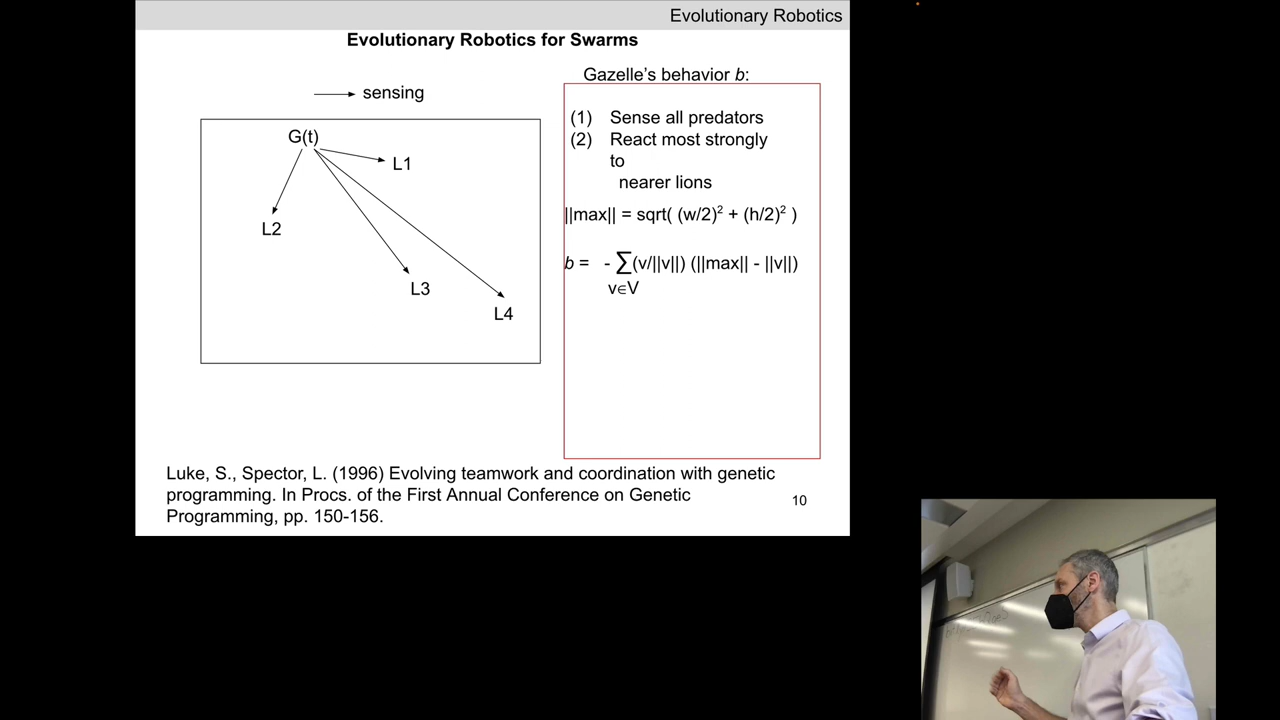 Evolutionary Robotics
Evolutionary Robotics for Swarms
Gazelle's behavior b:
sensing
G(t)
L1
L2
L3
L4
(1) Sense all predators
(2) React most strongly
to
nearer lions
||max|| = sqrt( (w/2)² + (h/2)² )
b = - ∑(v/||v||) (||max|| - ||v||)
v∈V
Luke, S., Spector, L. (1996) Evolving teamwork and coordination with genetic
programming. In Procs. of the First Annual Conference on Genetic
Programming, pp. 150-156.
10